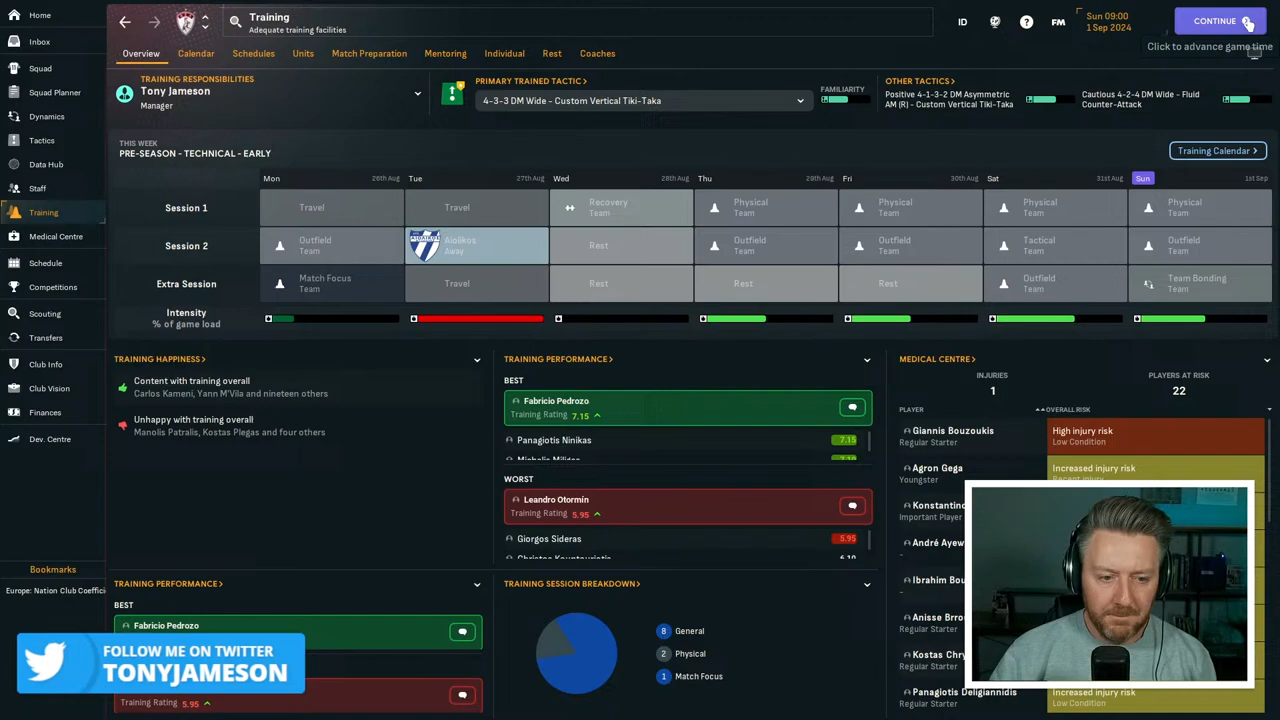 Home
Inbox
Squad
Squad Planner
Dynamics
Tactics
Data Hub
Staff
Training
Medical Centre
Schedule
Competitions
Scouting
Transfers
Club Info
Club Vision
Finances
Dev. Centre
Bookmarks
Europe: Nation Club Coeffici
Training
Adequate training facilities
ID
FM
Sun 09:00
1 Sep 2024
CONTINUE
Click to advance game time
Overview
Calendar
Schedules
Units
Match Preparation
Mentoring
Individual
Rest
Coaches
TRAINING RESPONSIBILITIES
Tony Jameson
Manager
PRIMARY TRAINED TACTIC >
4-3-3 DM Wide - Custom Vertical Tiki-Taka
FAMILIARITY
OTHER TACTICS >
Positive 4-1-3-2 DM Asymmetric
AM (R) - Custom Vertical Tiki-Taka
Cautious 4-2-4 DM Wide - Fluid
Counter-Attack
THIS WEEK
PRE-SEASON - TECHNICAL - EARLY
Training Calendar >
Mon 26th Aug
Tue 27th Aug
Wed 28th Aug
Thu 29th Aug
Fri 30th Aug
Sat 31st Aug
Sun 1st Sep
Session 1
Travel
Travel
Recovery
Team
Physical
Team
Physical
Team
Physical
Team
Physical
Team
Session 2
Outfield
Team
Aiolikos
Away
Rest
Outfield
Team
Outfield
Team
Tactical
Team
Outfield
Team
Extra Session
Match Focus
Team
Travel
Rest
Rest
Rest
Outfield
Team
Team Bonding
Team
Intensity
% of game load
TRAINING HAPPINESS >
Content with training overall
Carlos Kameni, Yann M'Vila and nineteen others
Unhappy with training overall
Manolis Patralis, Kostas Plegas and four others
TRAINING PERFORMANCE >
BEST
Fabricio Pedrozo
Training Rating 7.15
Panagiotis Ninikas 7.15
WORST
Leandro Otormín
Training Rating 5.95
Giorgos Sideras 5.95
MEDICAL CENTRE >
INJURIES
1
PLAYERS AT RISK
22
PLAYER
OVERALL RISK
Giannis Bouzoukis
Regular Starter
High injury risk
Low Condition
Agron Gega
Youngster
Increased injury risk
Recent injury
Konstantino
Important Player
André Ayew
Ibrahim Bou
Anisse Brro
Regular Starter
Kostas Chry
Regular Starter
Panagiotis Deligiannidis
Regular Starter
Increased injury risk
Low Condition
TRAINING PERFORMANCE >
BEST
Fabricio Pedrozo
Training Rating 5.95
TRAINING SESSION BREAKDOWN >
8 General
2 Physical
1 Match Focus
FOLLOW ME ON TWITTER
TONYJAMESON